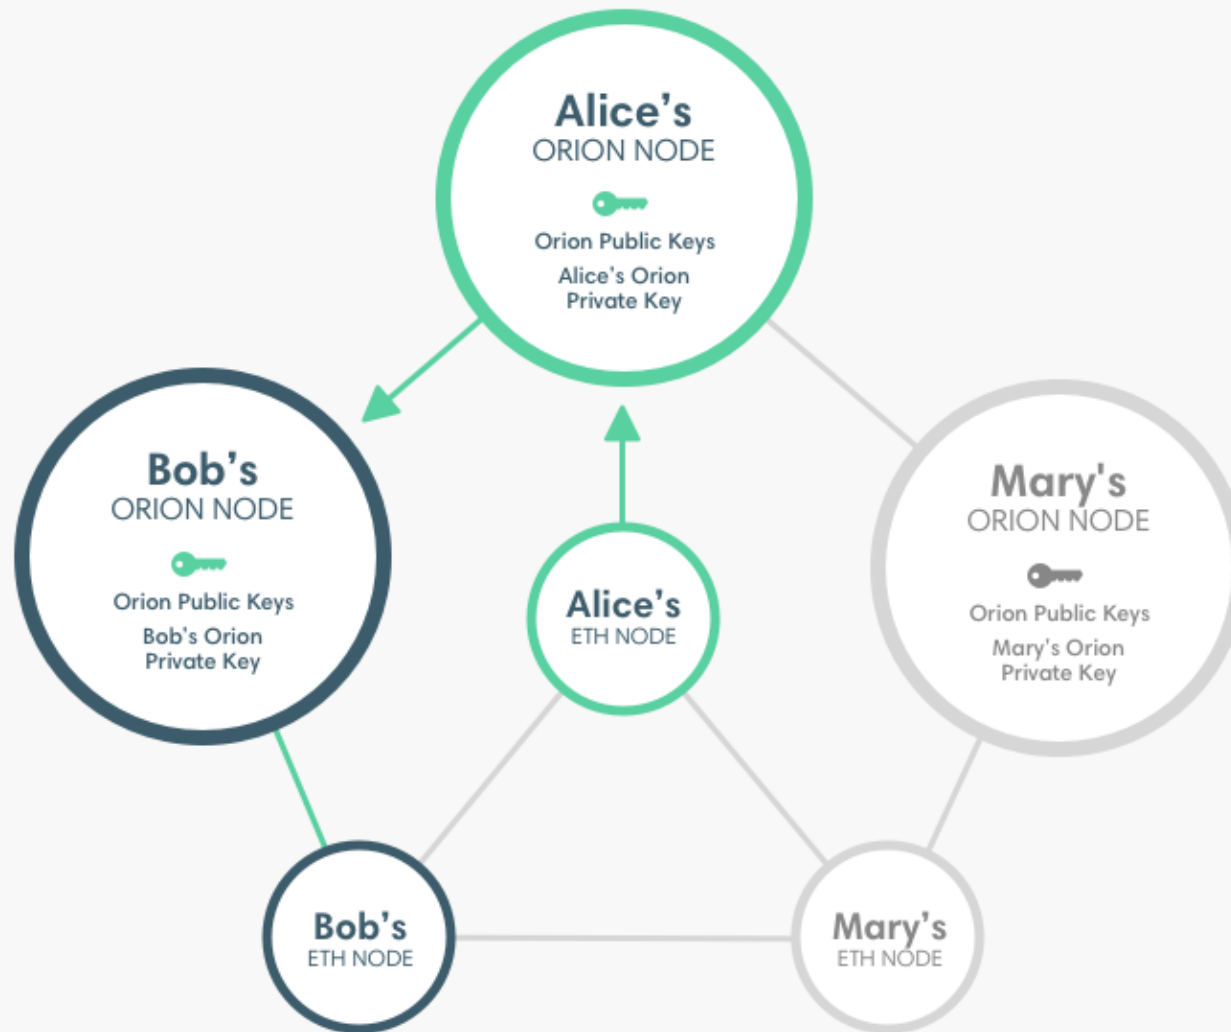 Alice’s
ORION NODE
Orion Public Keys
Alice’s Orion
Private Key
Bob’s
ORION NODE
Orion Public Keys
Bob’s Orion
Private Key
Mary's
ORION NODE
Orion Public Keys
Mary’s Orion
Private Key
Alice’s
ETH NODE
Bob’s
ETH NODE
Mary’s
ETH NODE